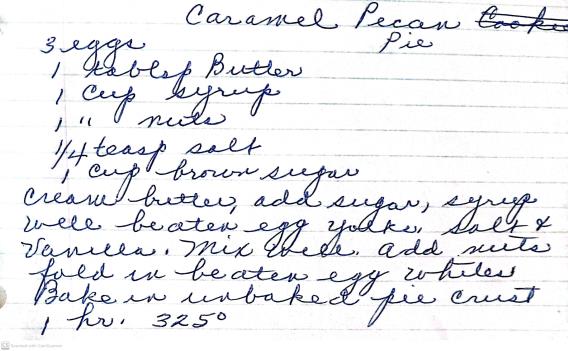 Caramel Pecan Cookie
Pie
3 eggs
1 tablsp Butter
1 Cup syrup
1 " nuts
1/4 teasp salt
1 Cup brown sugar
Cream butter, add sugar, syrup
well beaten egg yolks, salt &
Vanilla. Mix well. add nuts
fold in beaten egg whites
Bake in unbaked pie crust
1 hr. 325°
CS Scanned with CamScanner